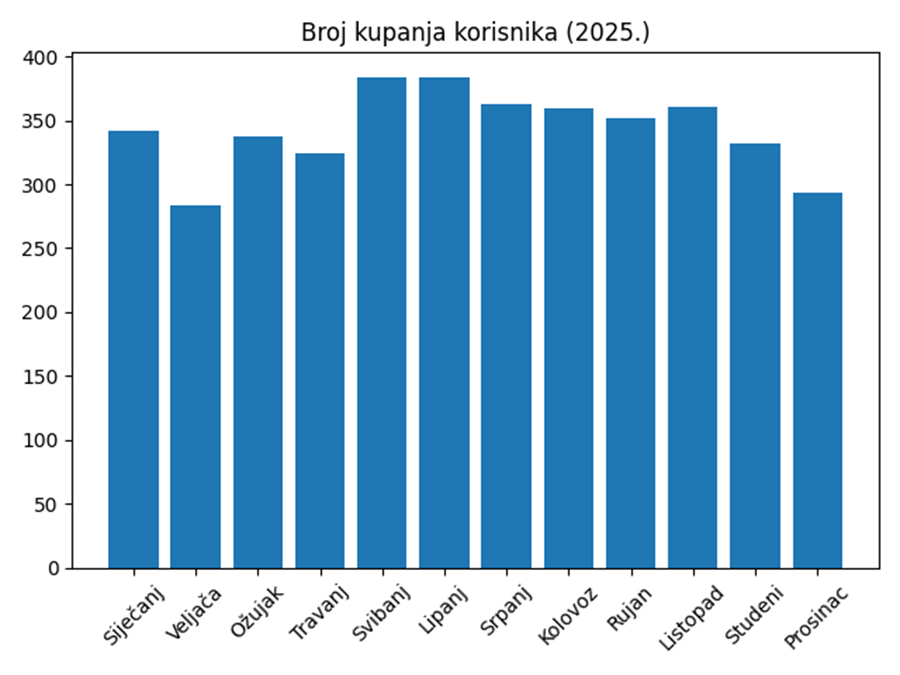 Broj kupanja korisnika (2025.)
400
350
300
250
200
150
100
50
0
Siječanj
Veljača
Ožujak
Travanj
Svibanj
Lipanj
Srpanj
Kolovoz
Rujan
Listopad
Studeni
Prosinac